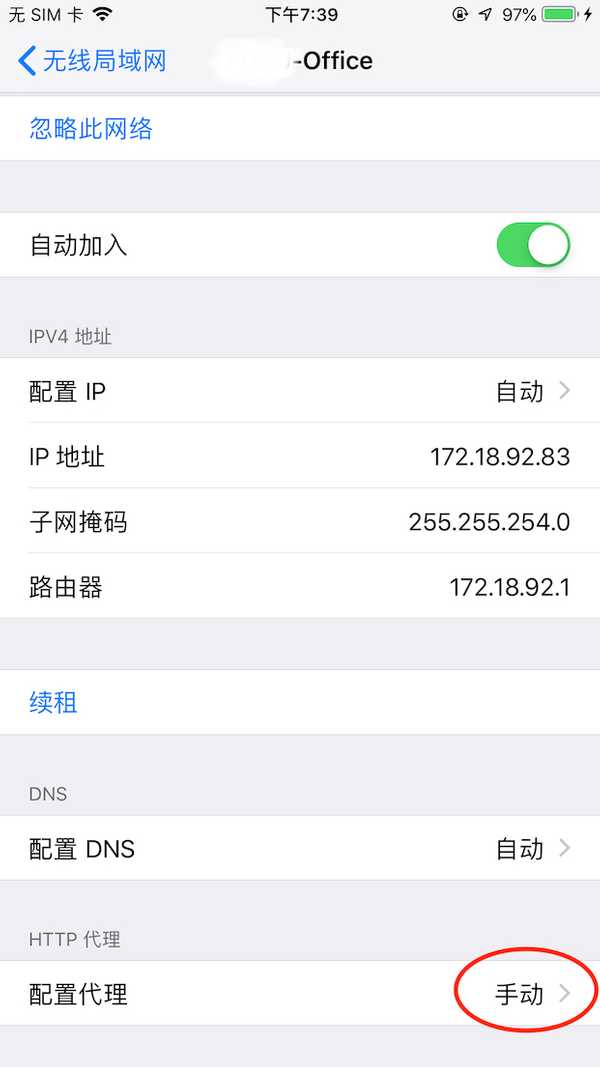 无 SIM 卡 下午7:39 97%
无线局域网 -Office
忽略此网络
自动加入
IPV4 地址
配置 IP 自动
IP 地址 172.18.92.83
子网掩码 255.255.254.0
路由器 172.18.92.1
续租
DNS
配置 DNS 自动
HTTP 代理
配置代理 手动